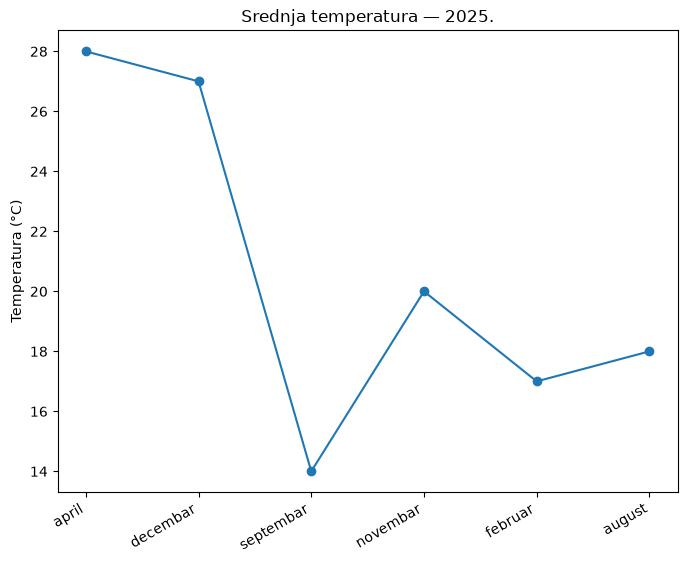 Srednja temperatura — 2025.
Temperatura (°C)
28
26
24
22
20
18
16
14
april
decembar
septembar
novembar
februar
august